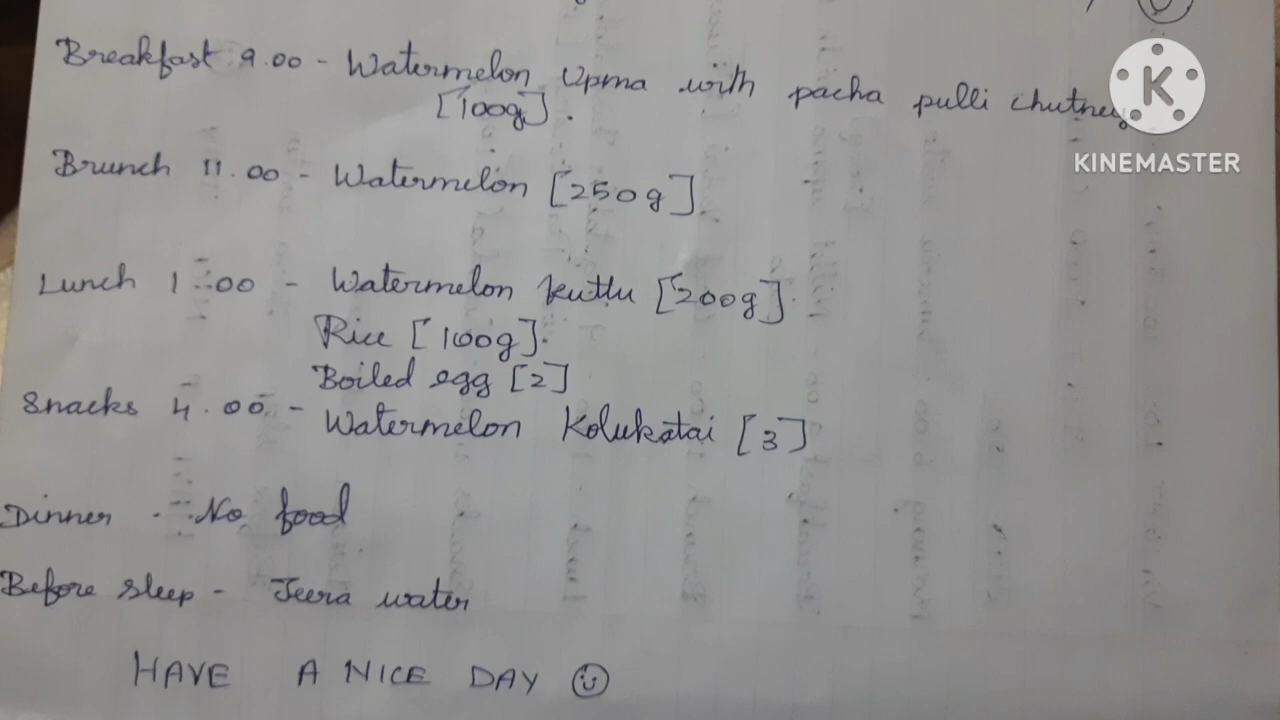 Breakfast 9.00 - Watermelon Upma with pacha pulli chutney
[100g].
Brunch 11.00 - Watermelon [250g]
Lunch 1:00 - Watermelon Kuttu [200g].
Rice [100g].
Boiled egg [2]
Snacks 4.00 - Watermelon Kolukatai [3]
Dinner - No food
Before sleep - Jeera water
HAVE A NICE DAY
KINEMASTER